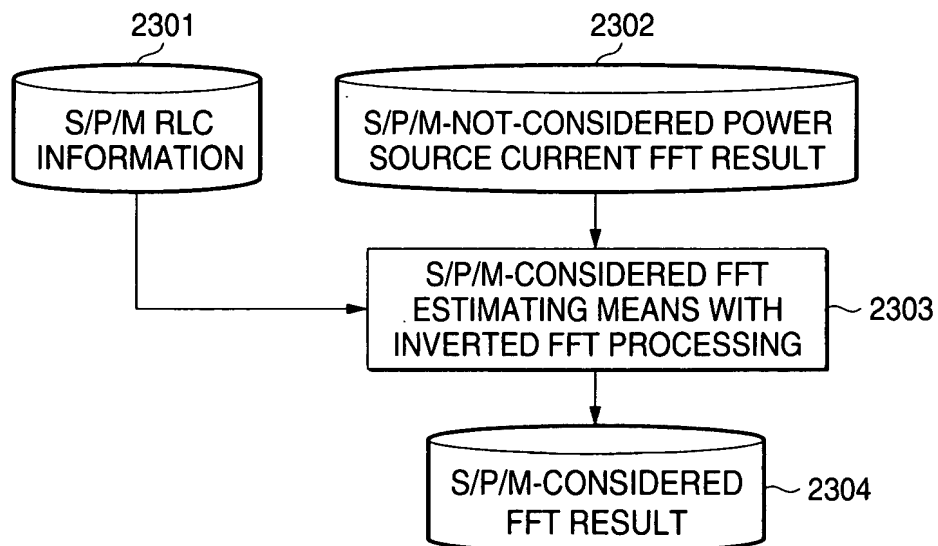 2301
2302
S/P/M RLC
INFORMATION
S/P/M-NOT-CONSIDERED POWER
SOURCE CURRENT FFT RESULT
S/P/M-CONSIDERED FFT
ESTIMATING MEANS WITH
INVERTED FFT PROCESSING
2303
S/P/M-CONSIDERED
FFT RESULT
2304